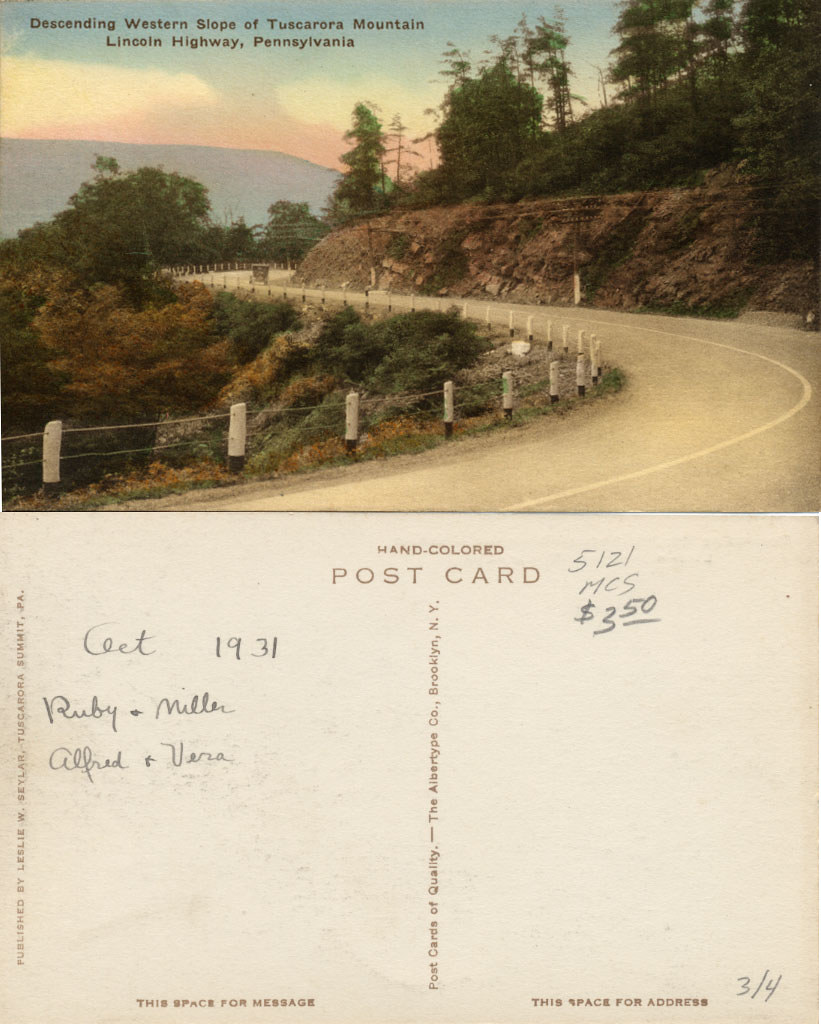 Descending Western Slope of Tuscarora Mountain
Lincoln Highway, Pennsylvania
HAND-COLORED
POST CARD
5121
MCS
$3.50
Oct 1931
Ruby + Miller
Alfred + Vera
PUBLISHED BY LESLIE W. SEYLAR, TUSCARORA SUMMIT, PA.
Post Cards of Quality. — The Albertype Co., Brooklyn, N. Y.
THIS SPACE FOR MESSAGE
THIS SPACE FOR ADDRESS
3/4